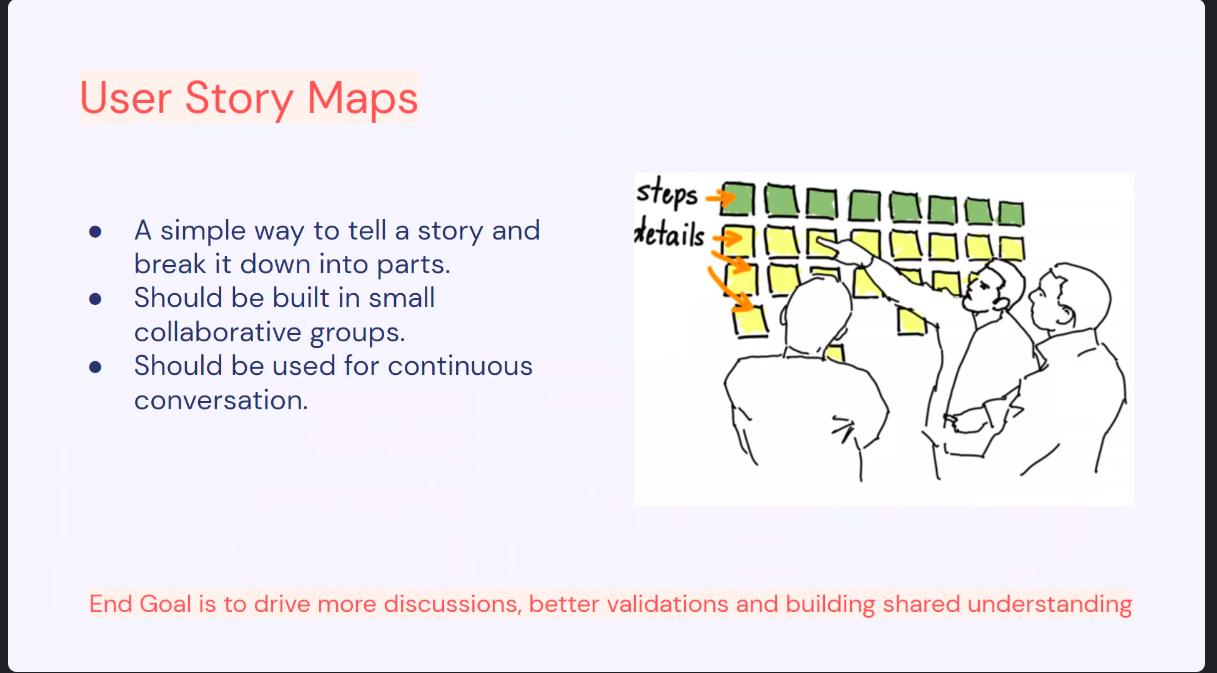 User Story Maps
● A simple way to tell a story and
break it down into parts.
● Should be built in small
collaborative groups.
● Should be used for continuous
conversation.
steps
details
End Goal is to drive more discussions, better validations and building shared understanding